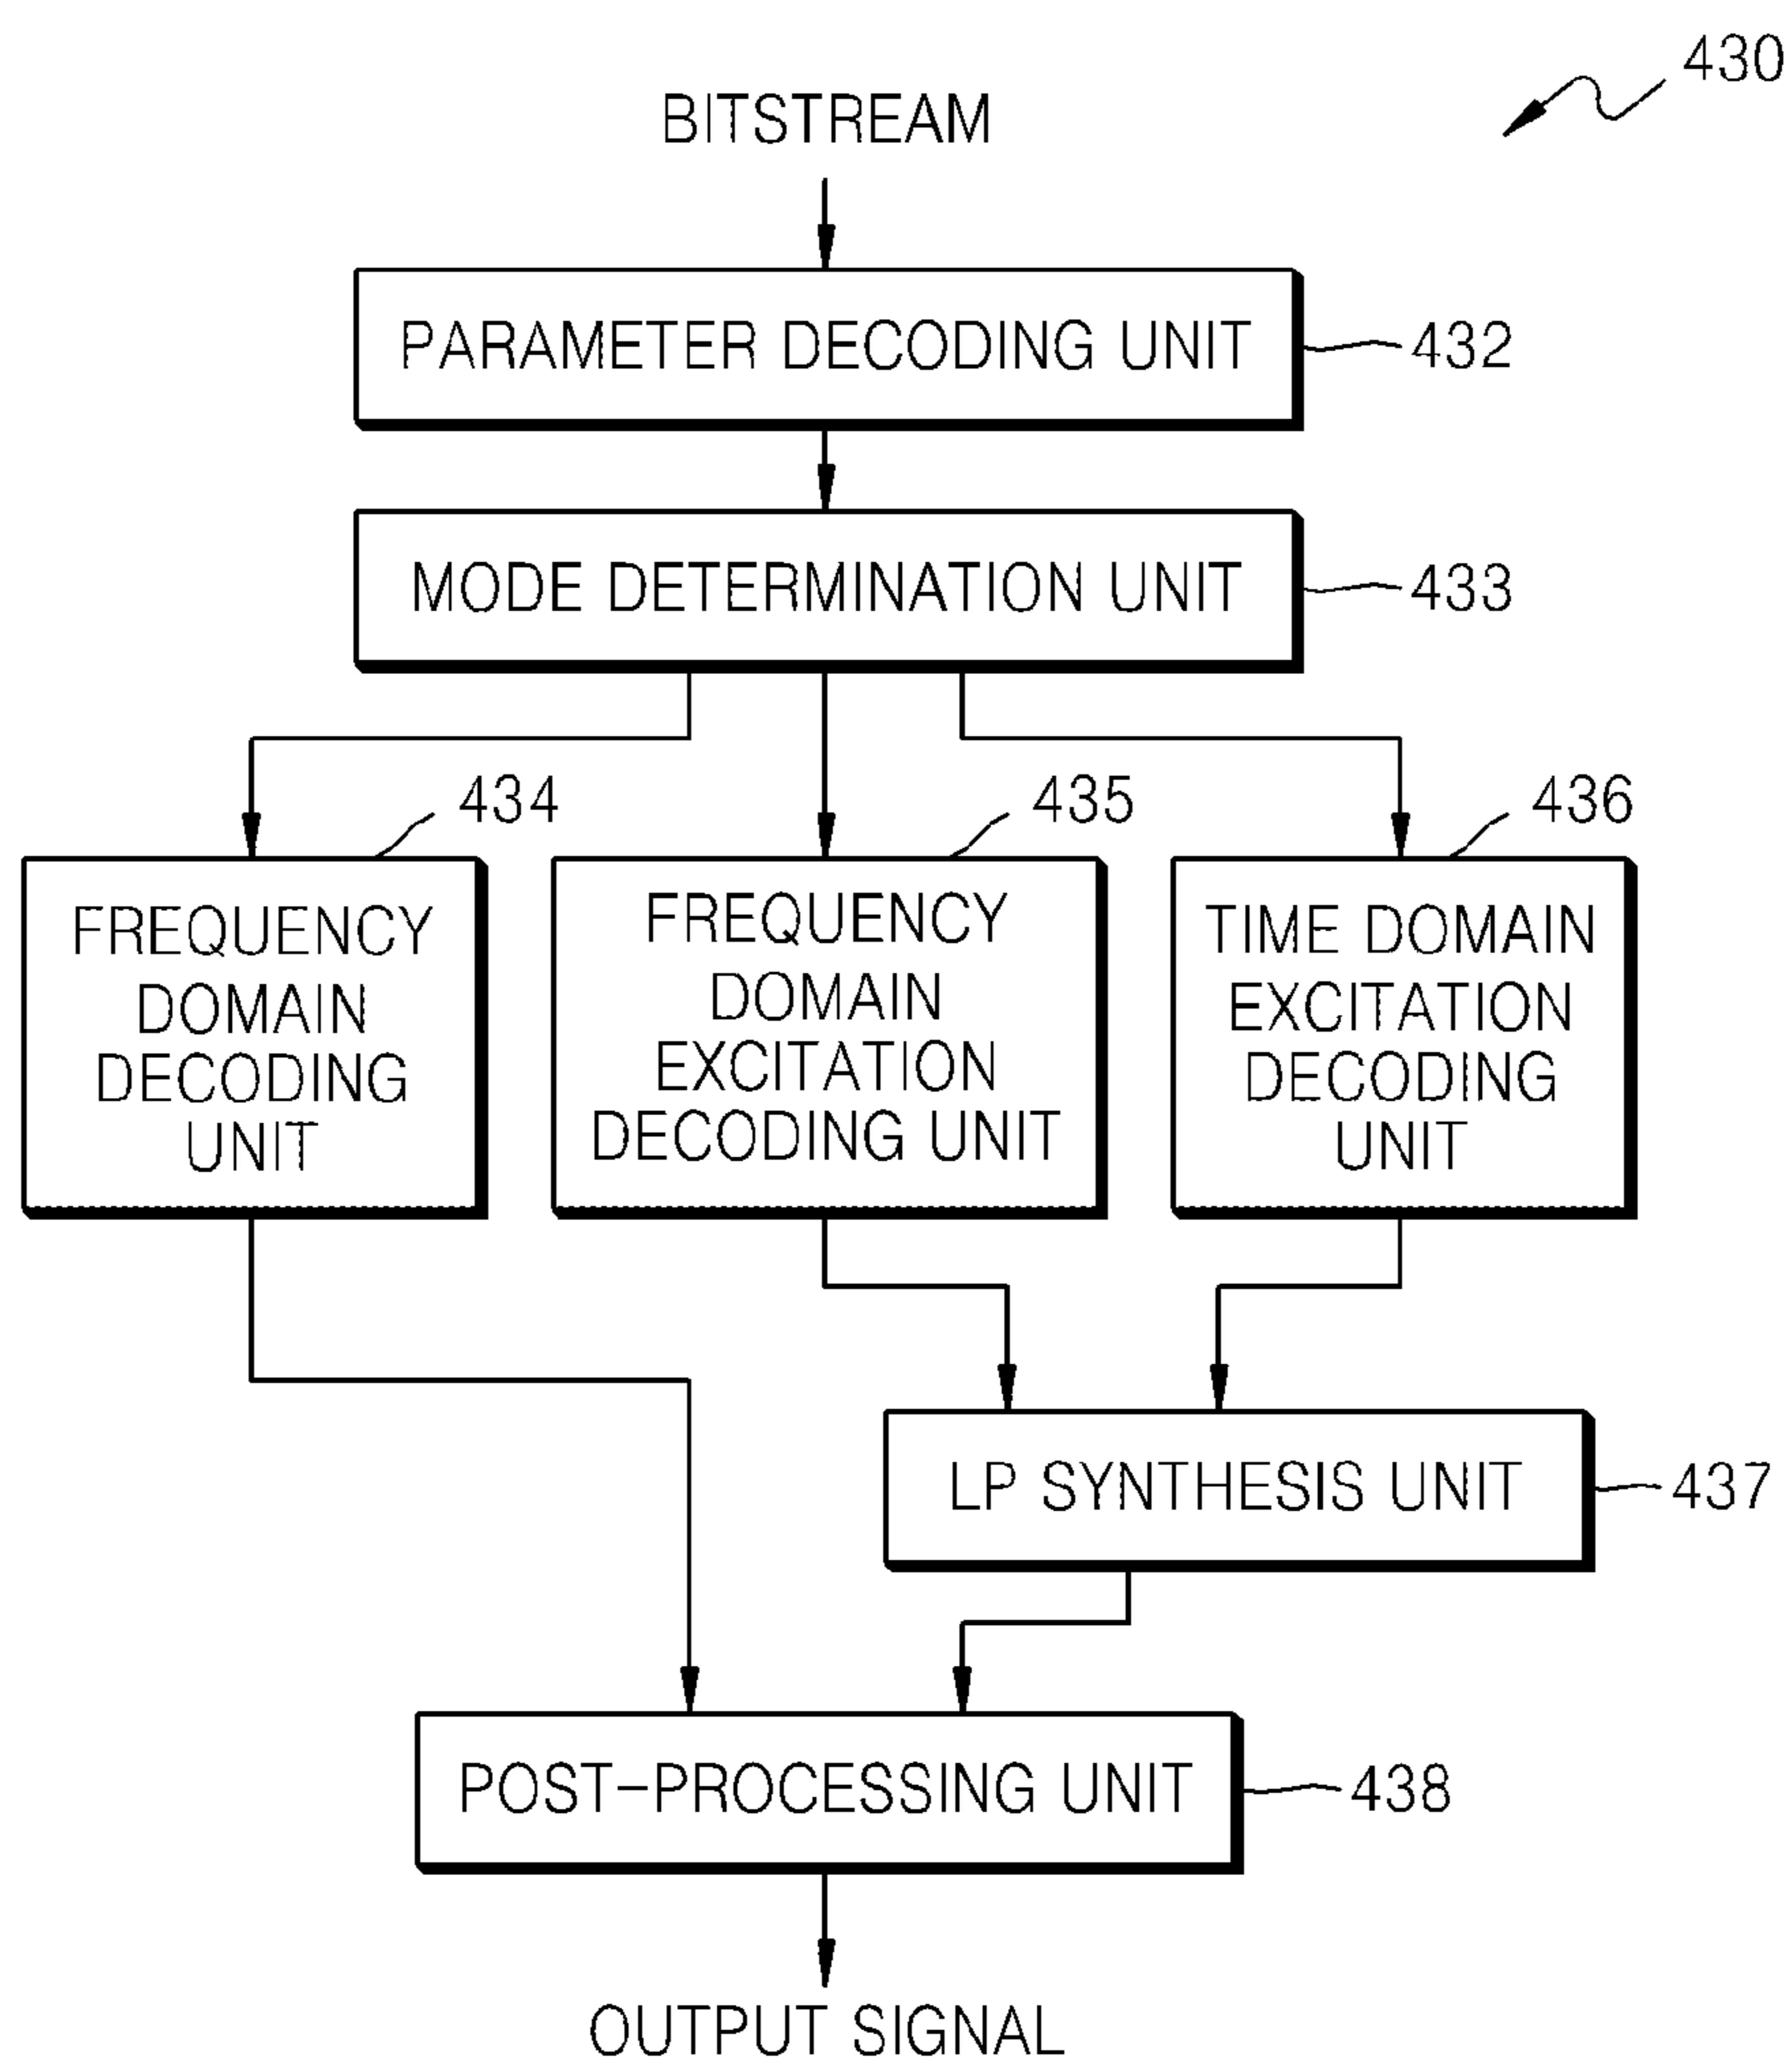 430
BITSTREAM
PARAMETER DECODING UNIT
432
MODE DETERMINATION UNIT
433
434
435
436
FREQUENCY
DOMAIN
DECODING
UNIT
FREQUENCY
DOMAIN
EXCITATION
DECODING UNIT
TIME DOMAIN
EXCITATION
DECODING
UNIT
LP SYNTHESIS UNIT
437
POST-PROCESSING UNIT
438
OUTPUT SIGNAL